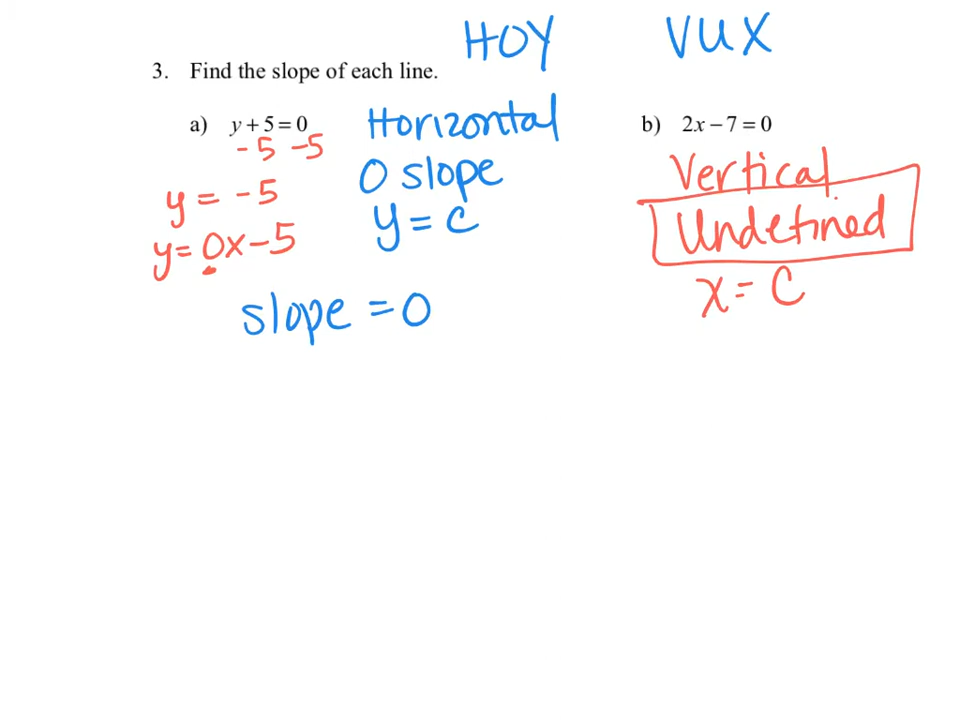 HOY VUX
3. Find the slope of each line.
a) y + 5 = 0
-5 -5
y = -5
y = 0x - 5
Horizontal
0 slope
y = c
slope = 0
b) 2x - 7 = 0
Vertical
Undefined
x = C